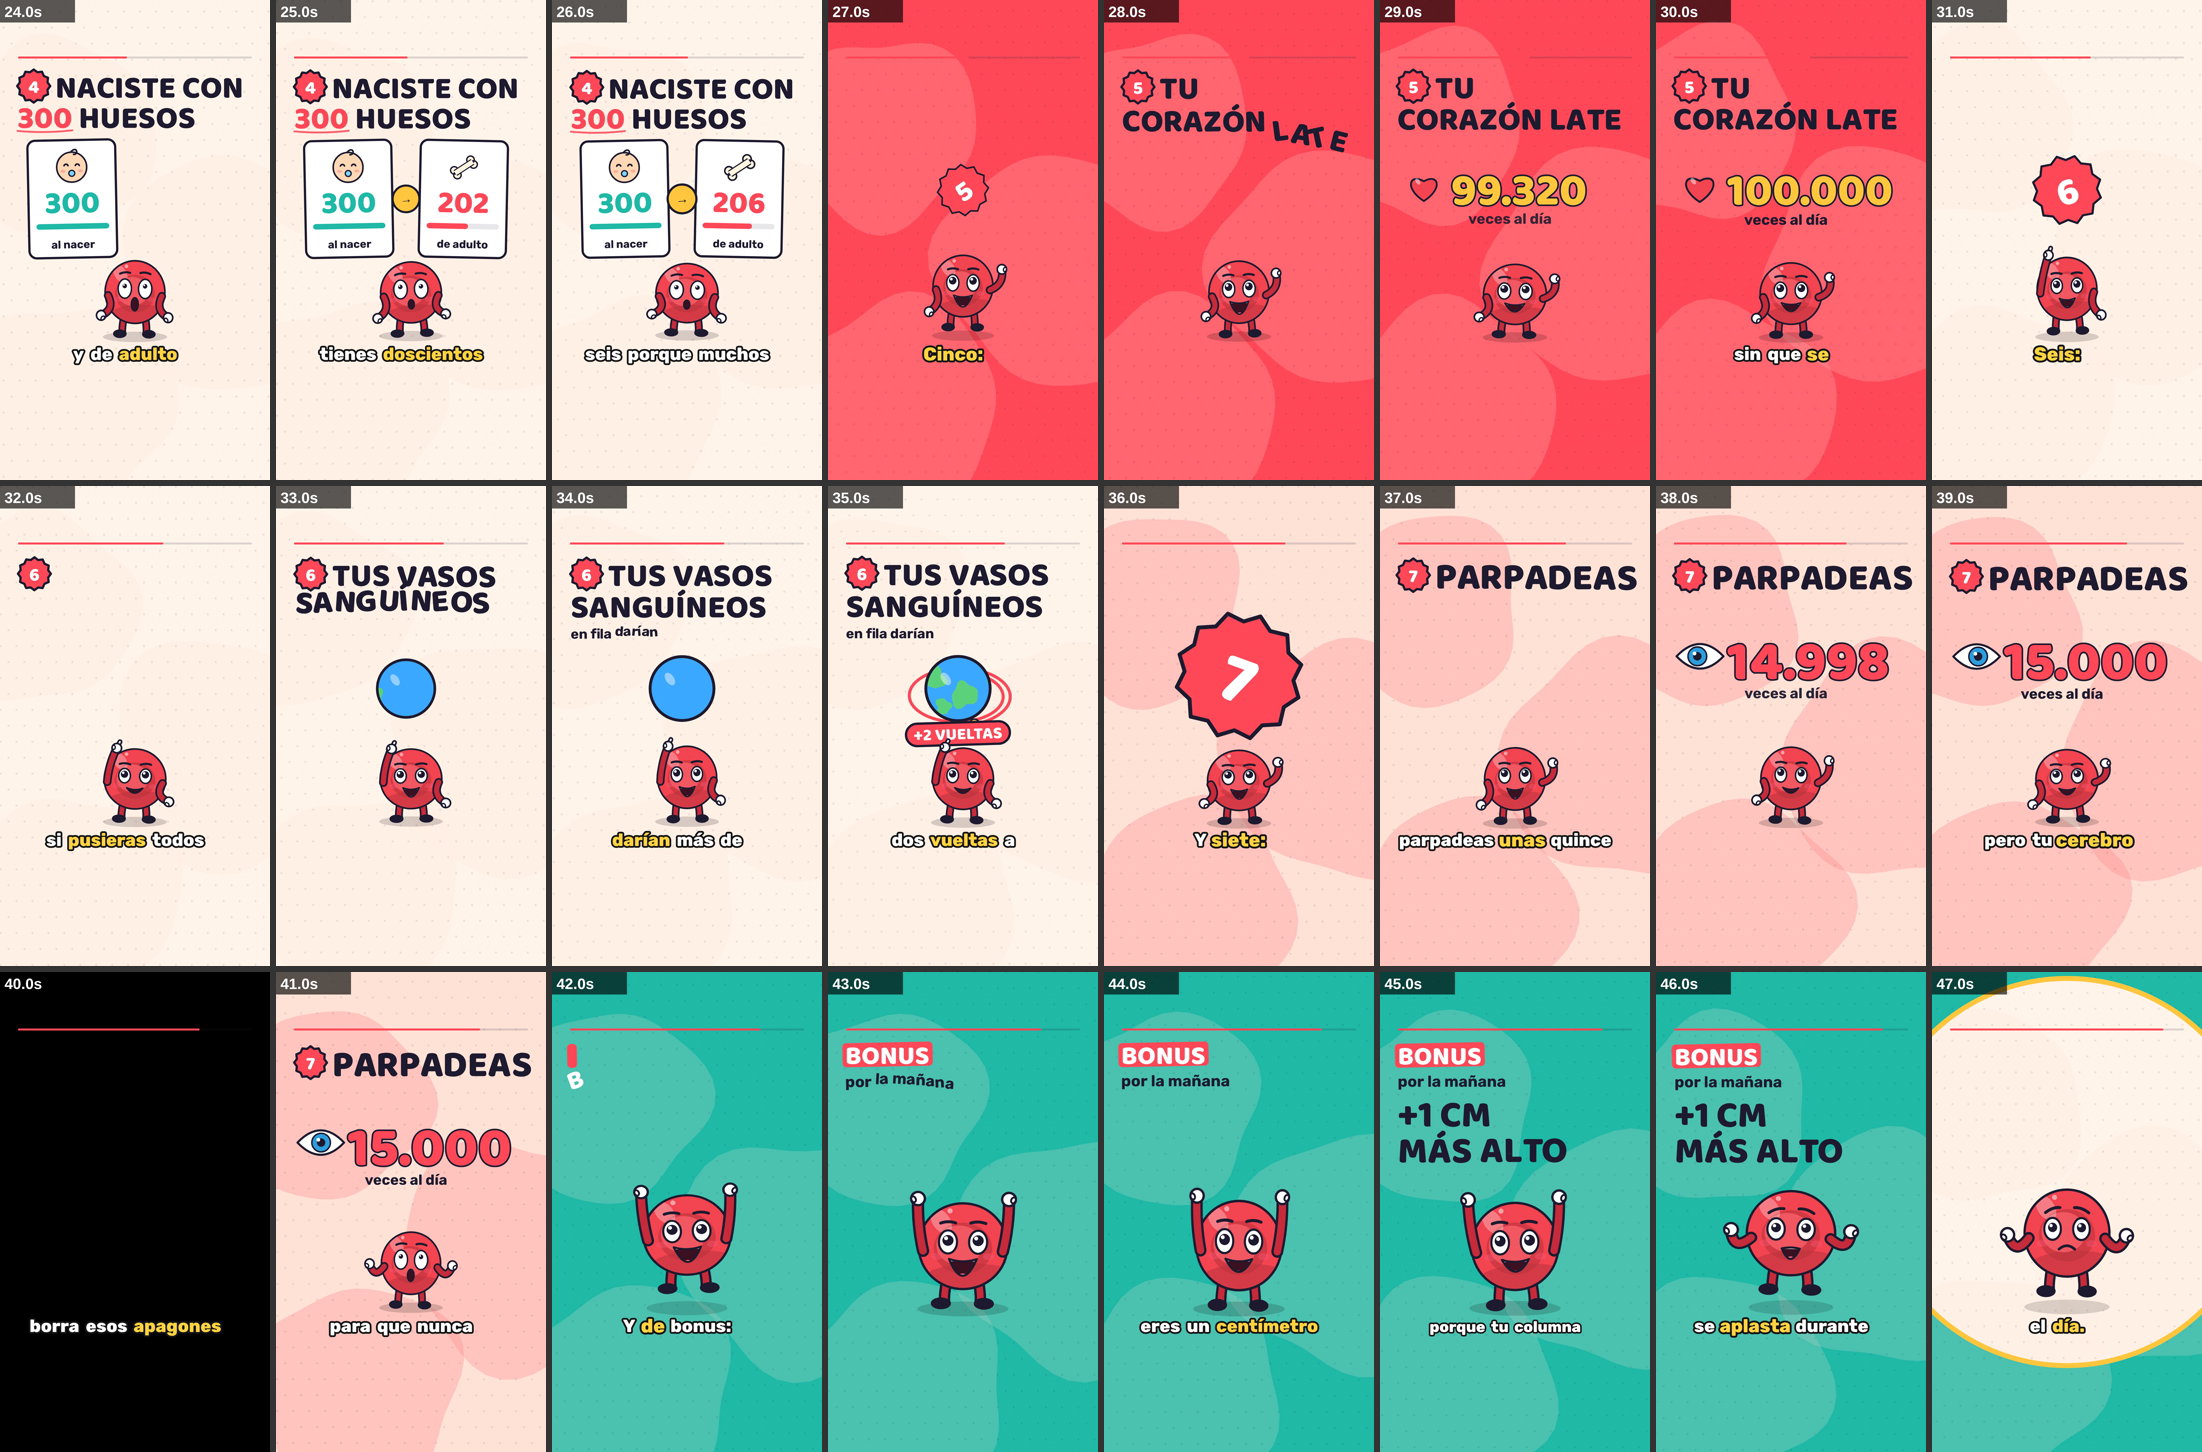 24.0s
4 NACISTE CON
300 HUESOS
300
al nacer
y de adulto
25.0s
4 NACISTE CON
300 HUESOS
300
al nacer
→
202
de adulto
tienes doscientos
26.0s
4 NACISTE CON
300 HUESOS
300
al nacer
→
206
de adulto
seis porque muchos
27.0s
5
Cinco:
28.0s
5 TU
CORAZÓN LATE
29.0s
5 TU
CORAZÓN LATE
99.320
veces al día
30.0s
5 TU
CORAZÓN LATE
100.000
veces al día
sin que se
31.0s
6
Seis:
32.0s
6
si pusieras todos
33.0s
6 TUS VASOS
SANGUÍNEOS
34.0s
6 TUS VASOS
SANGUÍNEOS
en fila darían
darían más de
35.0s
6 TUS VASOS
SANGUÍNEOS
en fila darían
+2 VUELTAS
dos vueltas a
36.0s
7
Y siete:
37.0s
7 PARPADEAS
parpadeas unas quince
38.0s
7 PARPADEAS
14.998
veces al día
39.0s
7 PARPADEAS
15.000
veces al día
pero tu cerebro
40.0s
borra esos apagones
41.0s
7 PARPADEAS
15.000
veces al día
para que nunca
42.0s
B
Y de bonus:
43.0s
BONUS
por la mañana
44.0s
BONUS
por la mañana
eres un centímetro
45.0s
BONUS
por la mañana
+1 CM
MÁS ALTO
porque tu columna
46.0s
BONUS
por la mañana
+1 CM
MÁS ALTO
se aplasta durante
47.0s
el día.